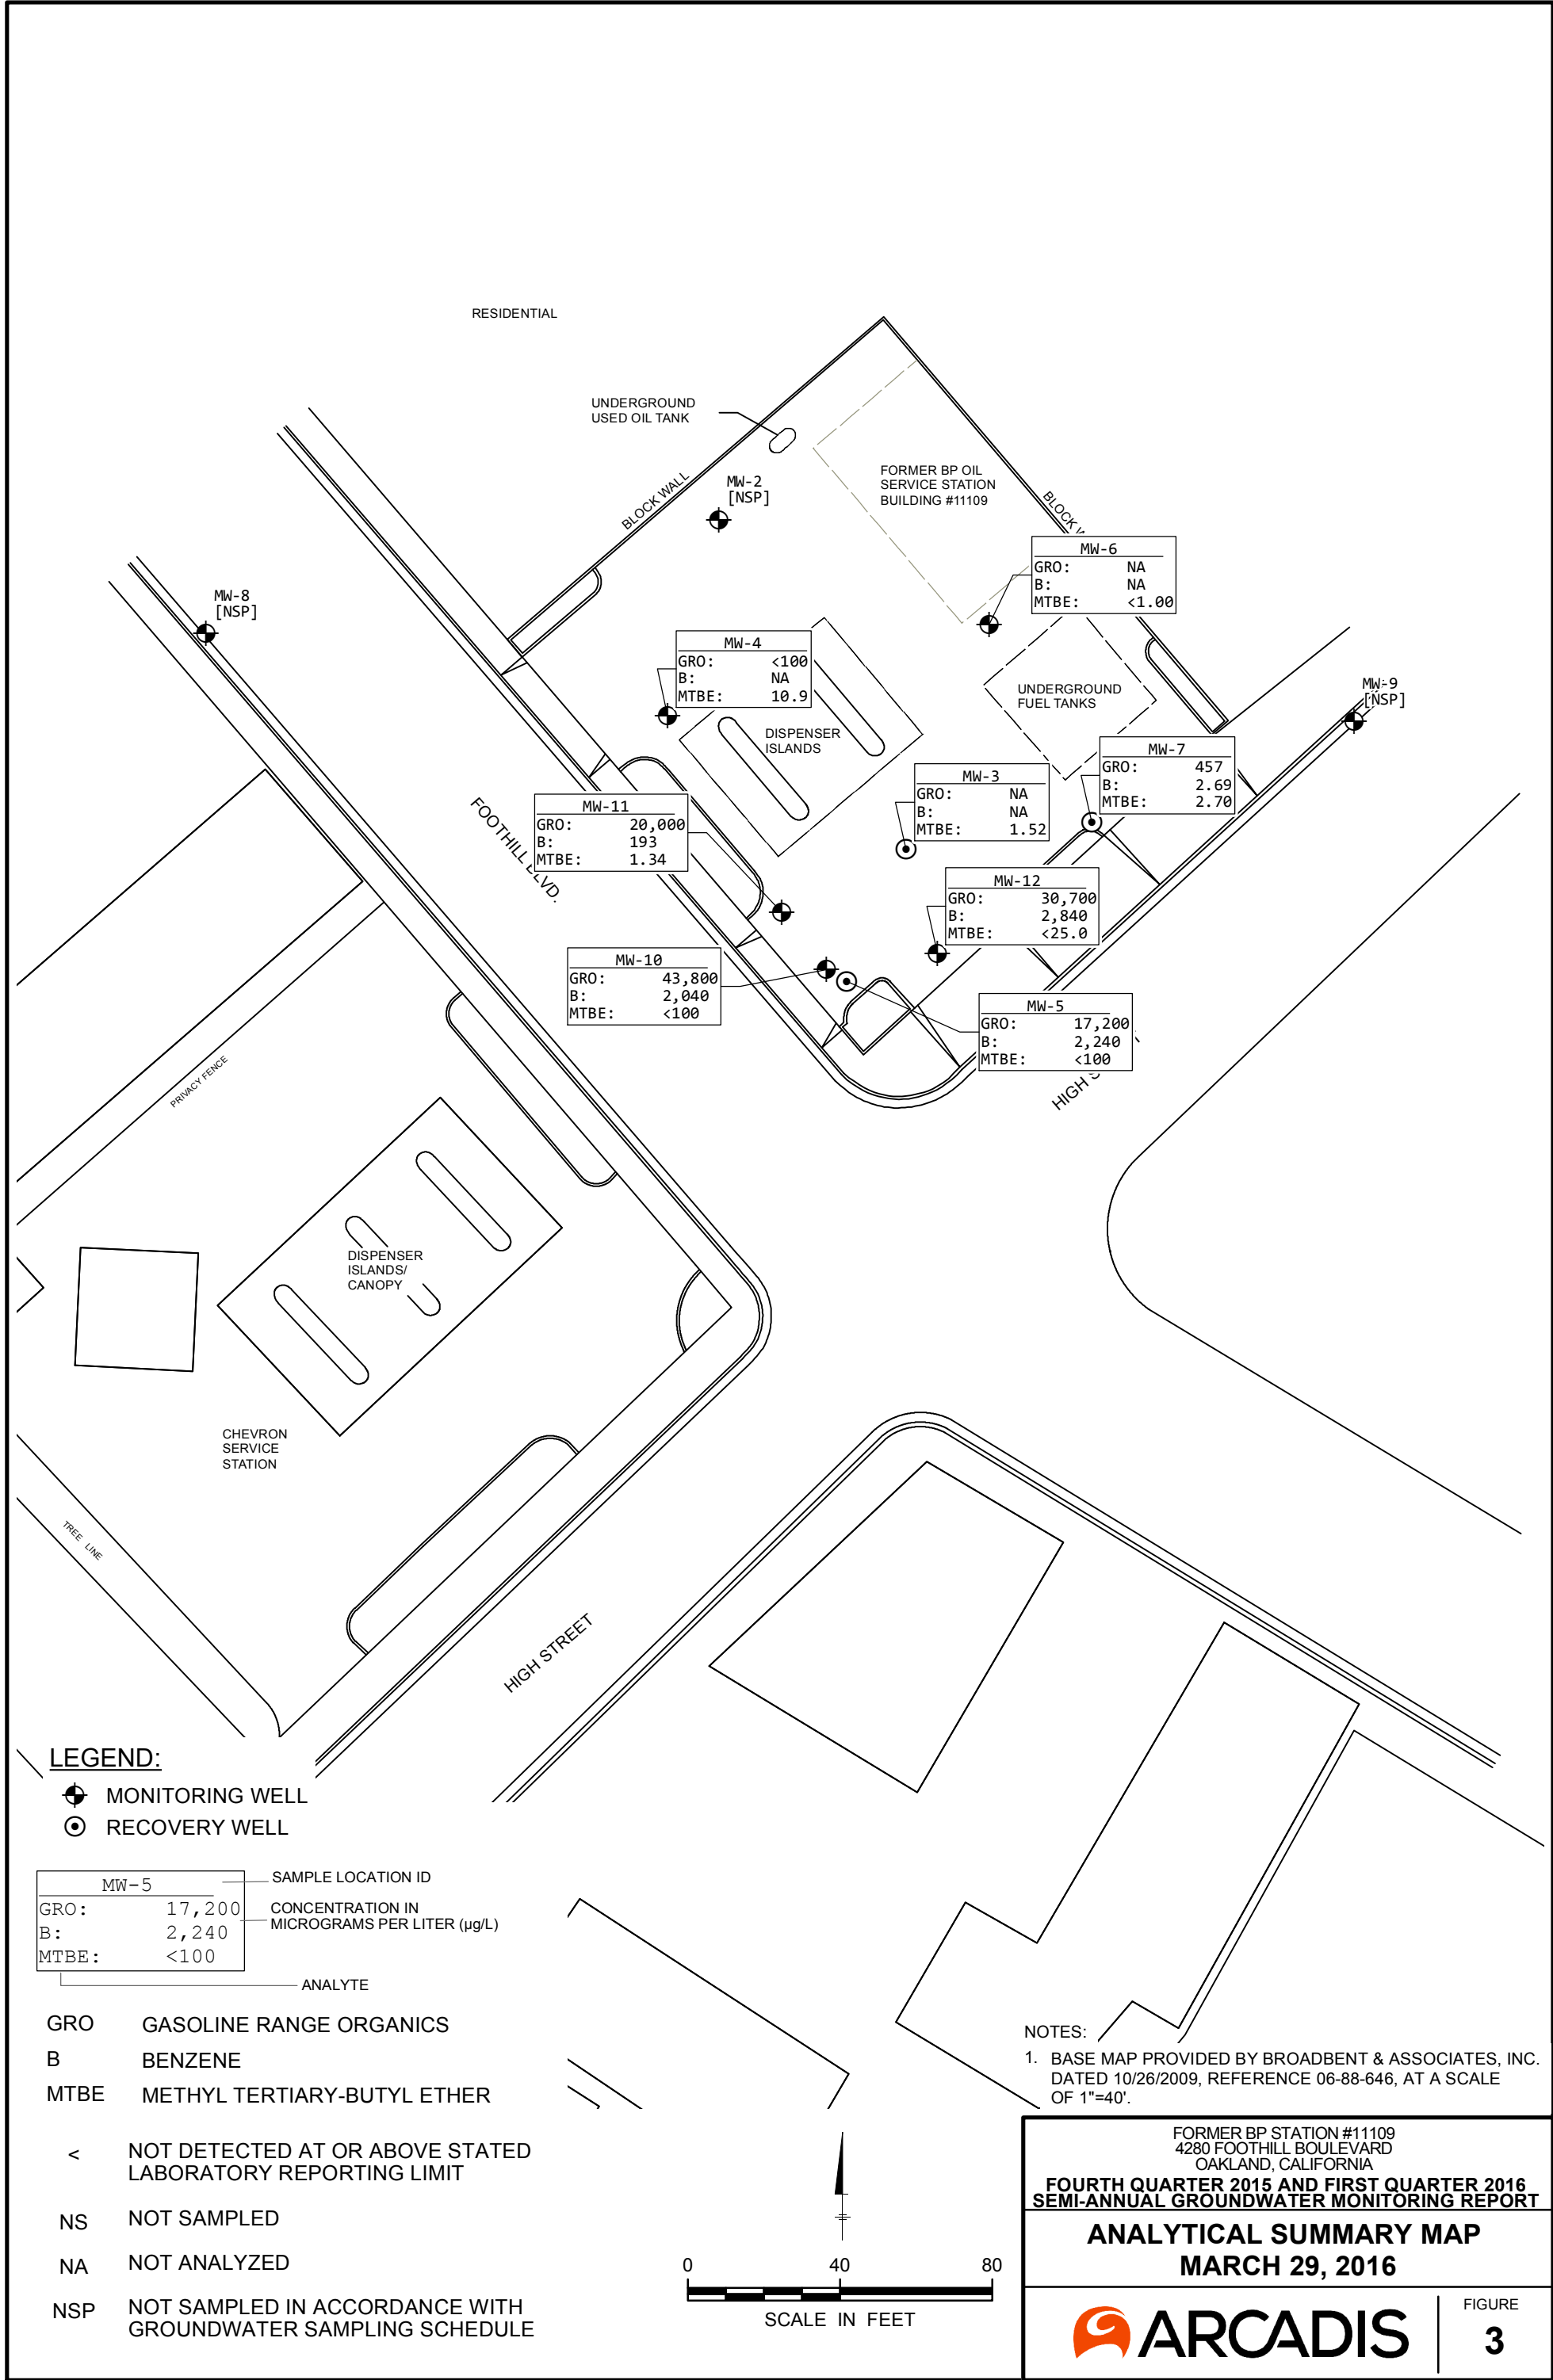 RESIDENTIAL
UNDERGROUND
USED OIL TANK
BLOCK WALL
MW-2
[NSP]
FORMER BP OIL
SERVICE STATION
BUILDING #11109
BLOCK
MW-6
GRO: NA
B: NA
MTBE: <1.00
MW-8
[NSP]
MW-4
GRO: <100
B: NA
MTBE: 10.9
UNDERGROUND
FUEL TANKS
MW-9
[NSP]
DISPENSER
ISLANDS
MW-7
GRO: 457
B: 2.69
MTBE: 2.70
MW-3
GRO: NA
B: NA
MTBE: 1.52
FOOTHILL BLVD.
MW-11
GRO: 20,000
B: 193
MTBE: 1.34
MW-12
GRO: 30,700
B: 2,840
MTBE: <25.0
MW-10
GRO: 43,800
B: 2,040
MTBE: <100
MW-5
GRO: 17,200
B: 2,240
MTBE: <100
HIGH
PRIVACY FENCE
DISPENSER
ISLANDS/
CANOPY
CHEVRON
SERVICE
STATION
TREE LINE
HIGH STREET
LEGEND:
MONITORING WELL
RECOVERY WELL
MW-5
GRO: 17,200
B: 2,240
MTBE: <100
SAMPLE LOCATION ID
CONCENTRATION IN
MICROGRAMS PER LITER (µg/L)
ANALYTE
GRO GASOLINE RANGE ORGANICS
B BENZENE
MTBE METHYL TERTIARY-BUTYL ETHER
< NOT DETECTED AT OR ABOVE STATED
LABORATORY REPORTING LIMIT
NS NOT SAMPLED
NA NOT ANALYZED
NSP NOT SAMPLED IN ACCORDANCE WITH
GROUNDWATER SAMPLING SCHEDULE
0 40 80
SCALE IN FEET
NOTES:
1. BASE MAP PROVIDED BY BROADBENT & ASSOCIATES, INC.
DATED 10/26/2009, REFERENCE 06-88-646, AT A SCALE
OF 1"=40'.
FORMER BP STATION #11109
4280 FOOTHILL BOULEVARD
OAKLAND, CALIFORNIA
FOURTH QUARTER 2015 AND FIRST QUARTER 2016
SEMI-ANNUAL GROUNDWATER MONITORING REPORT
ANALYTICAL SUMMARY MAP
MARCH 29, 2016
ARCADIS
FIGURE
3